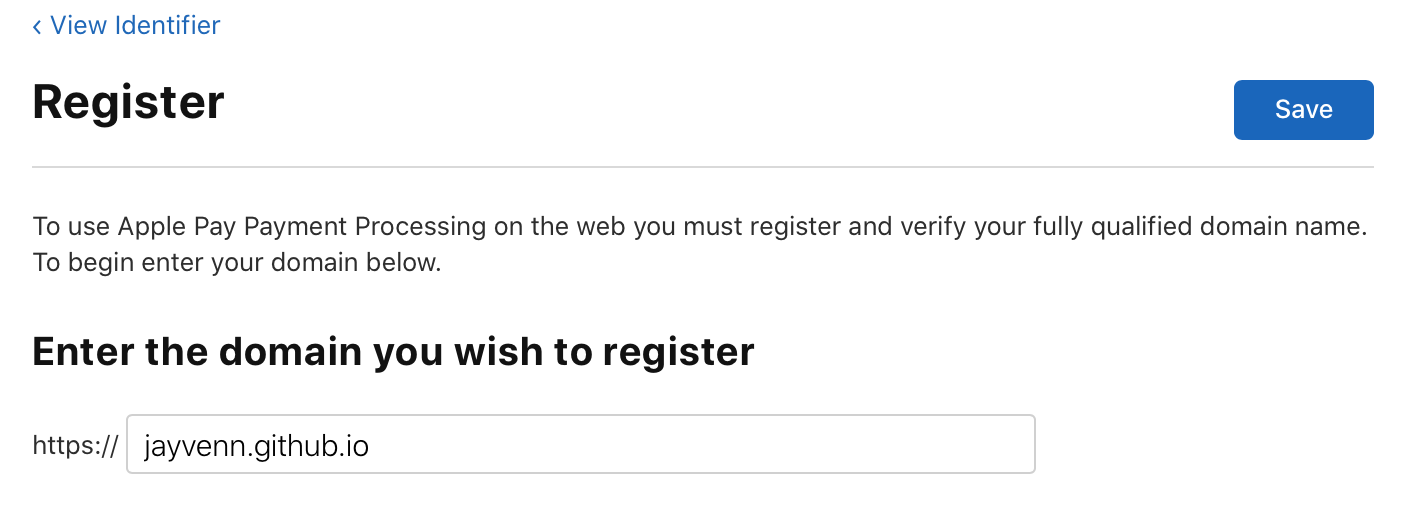 ‹ View Identifier
Register
Save
To use Apple Pay Payment Processing on the web you must register and verify your fully qualified domain name.
To begin enter your domain below.
Enter the domain you wish to register
https:// jayvenn.github.io